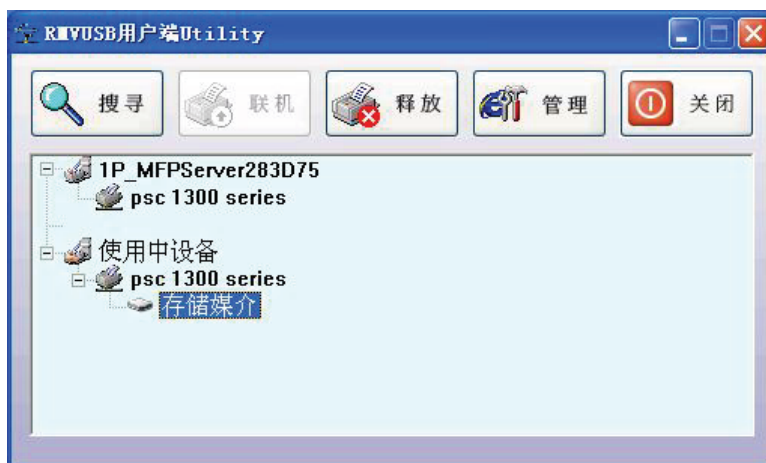 RMVUSB用户端Utility
搜寻 联机 释放 管理 关闭
1P_MFPServer283D75
psc 1300 series
使用中设备
psc 1300 series
存储媒介